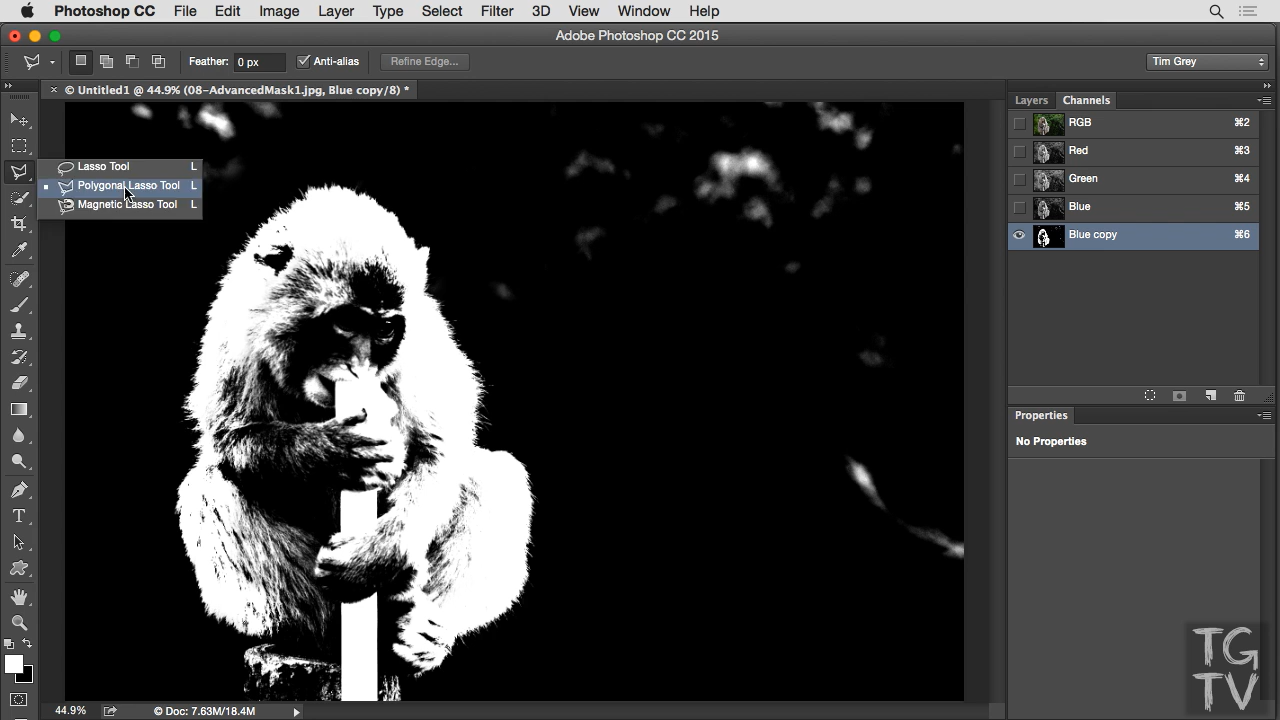 Photoshop CC File Edit Image Layer Type Select Filter 3D View Window Help
Adobe Photoshop CC 2015
Feather: 0 px Anti-alias Refine Edge... Tim Grey
× © Untitled1 @ 44.9% (08-AdvancedMask1.jpg, Blue copy/8) *
Layers Channels
RGB ⌘2
Red ⌘3
Green ⌘4
Blue ⌘5
Blue copy ⌘6
Lasso Tool L
Polygonal Lasso Tool L
Magnetic Lasso Tool L
Properties
No Properties
TG
TV
44.9% © Doc: 7.63M/18.4M